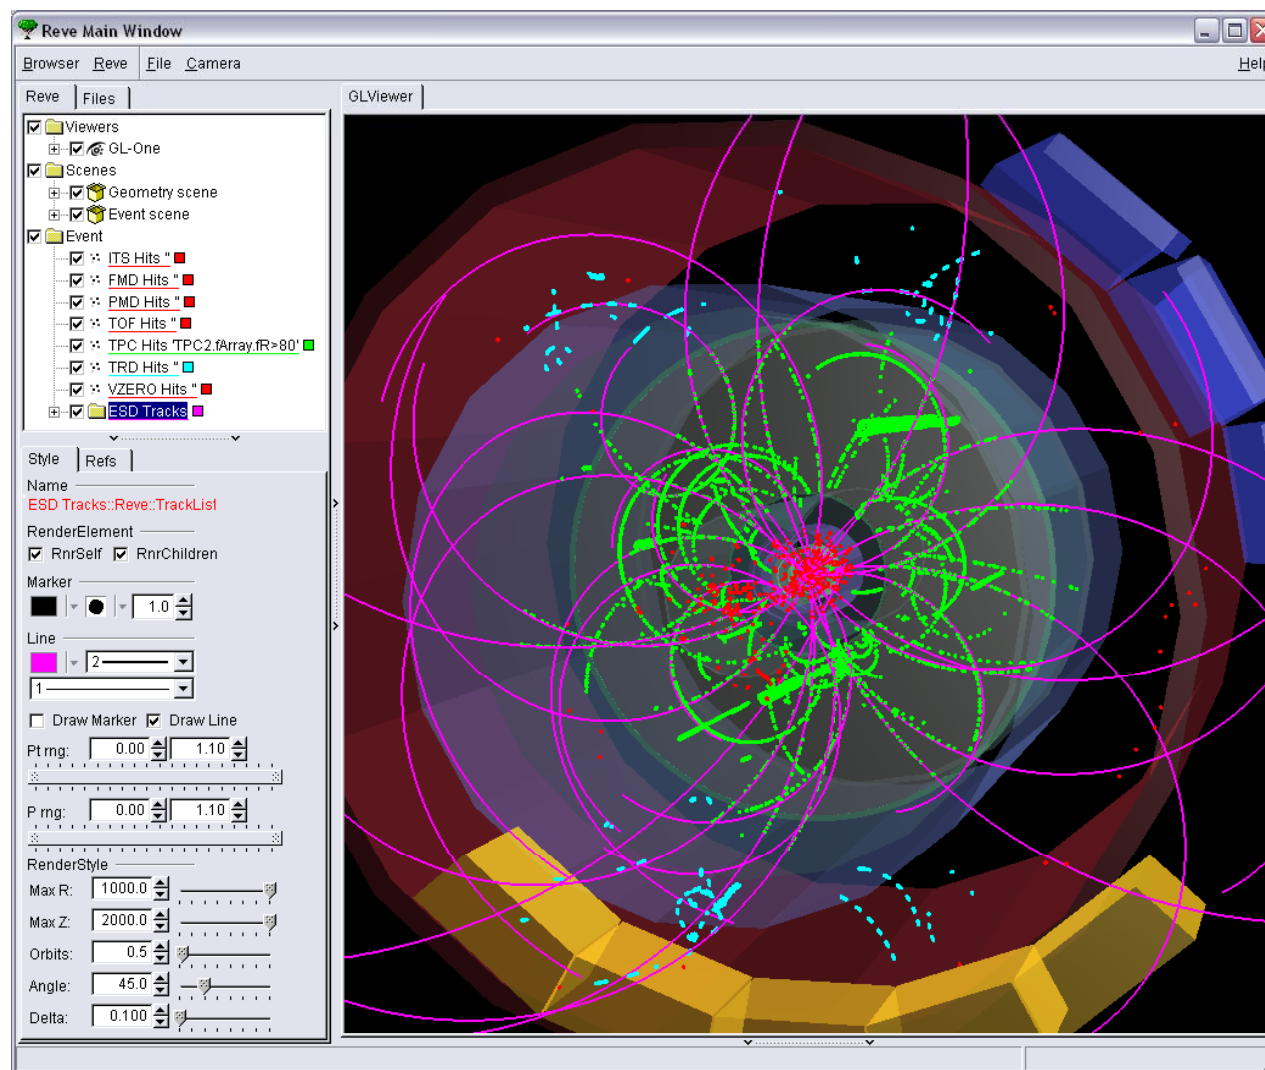 Reve Main Window
Browser Reve File Camera Help
Reve Files GLViewer
Viewers
GL-One
Scenes
Geometry scene
Event scene
Event
ITS Hits "
FMD Hits "
PMD Hits "
TOF Hits "
TPC Hits 'TPC2.fArray.fR>80'
TRD Hits "
VZERO Hits "
ESD Tracks
Style Refs
Name
ESD Tracks::Reve::TrackList
RenderElement
RnrSelf RnrChildren
Marker
1.0
Line
2
1
Draw Marker Draw Line
Pt rng: 0.00 1.10
P rng: 0.00 1.10
RenderStyle
Max R: 1000.0
Max Z: 2000.0
Orbits: 0.5
Angle: 45.0
Delta: 0.100